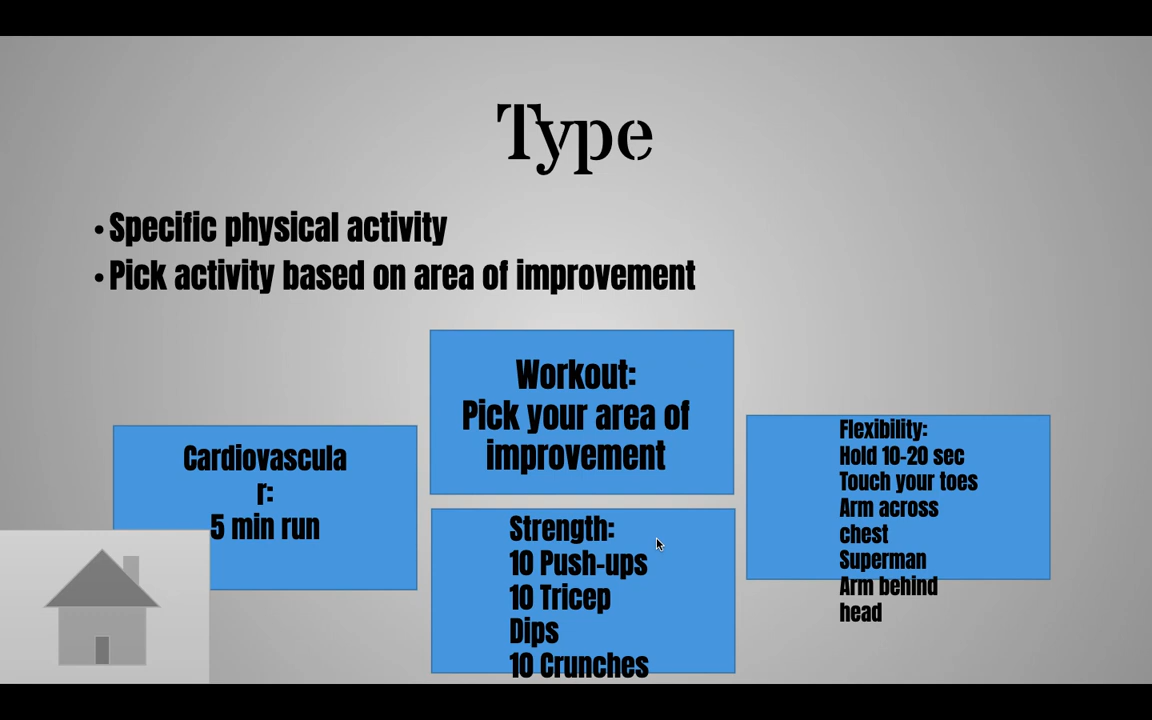 Type
• Specific physical activity
• Pick activity based on area of improvement
Workout:
Pick your area of
improvement
Cardiovascula
r:
5 min run
Strength:
10 Push-ups
10 Tricep
Dips
10 Crunches
Flexibility:
Hold 10-20 sec
Touch your toes
Arm across
chest
Superman
Arm behind
head